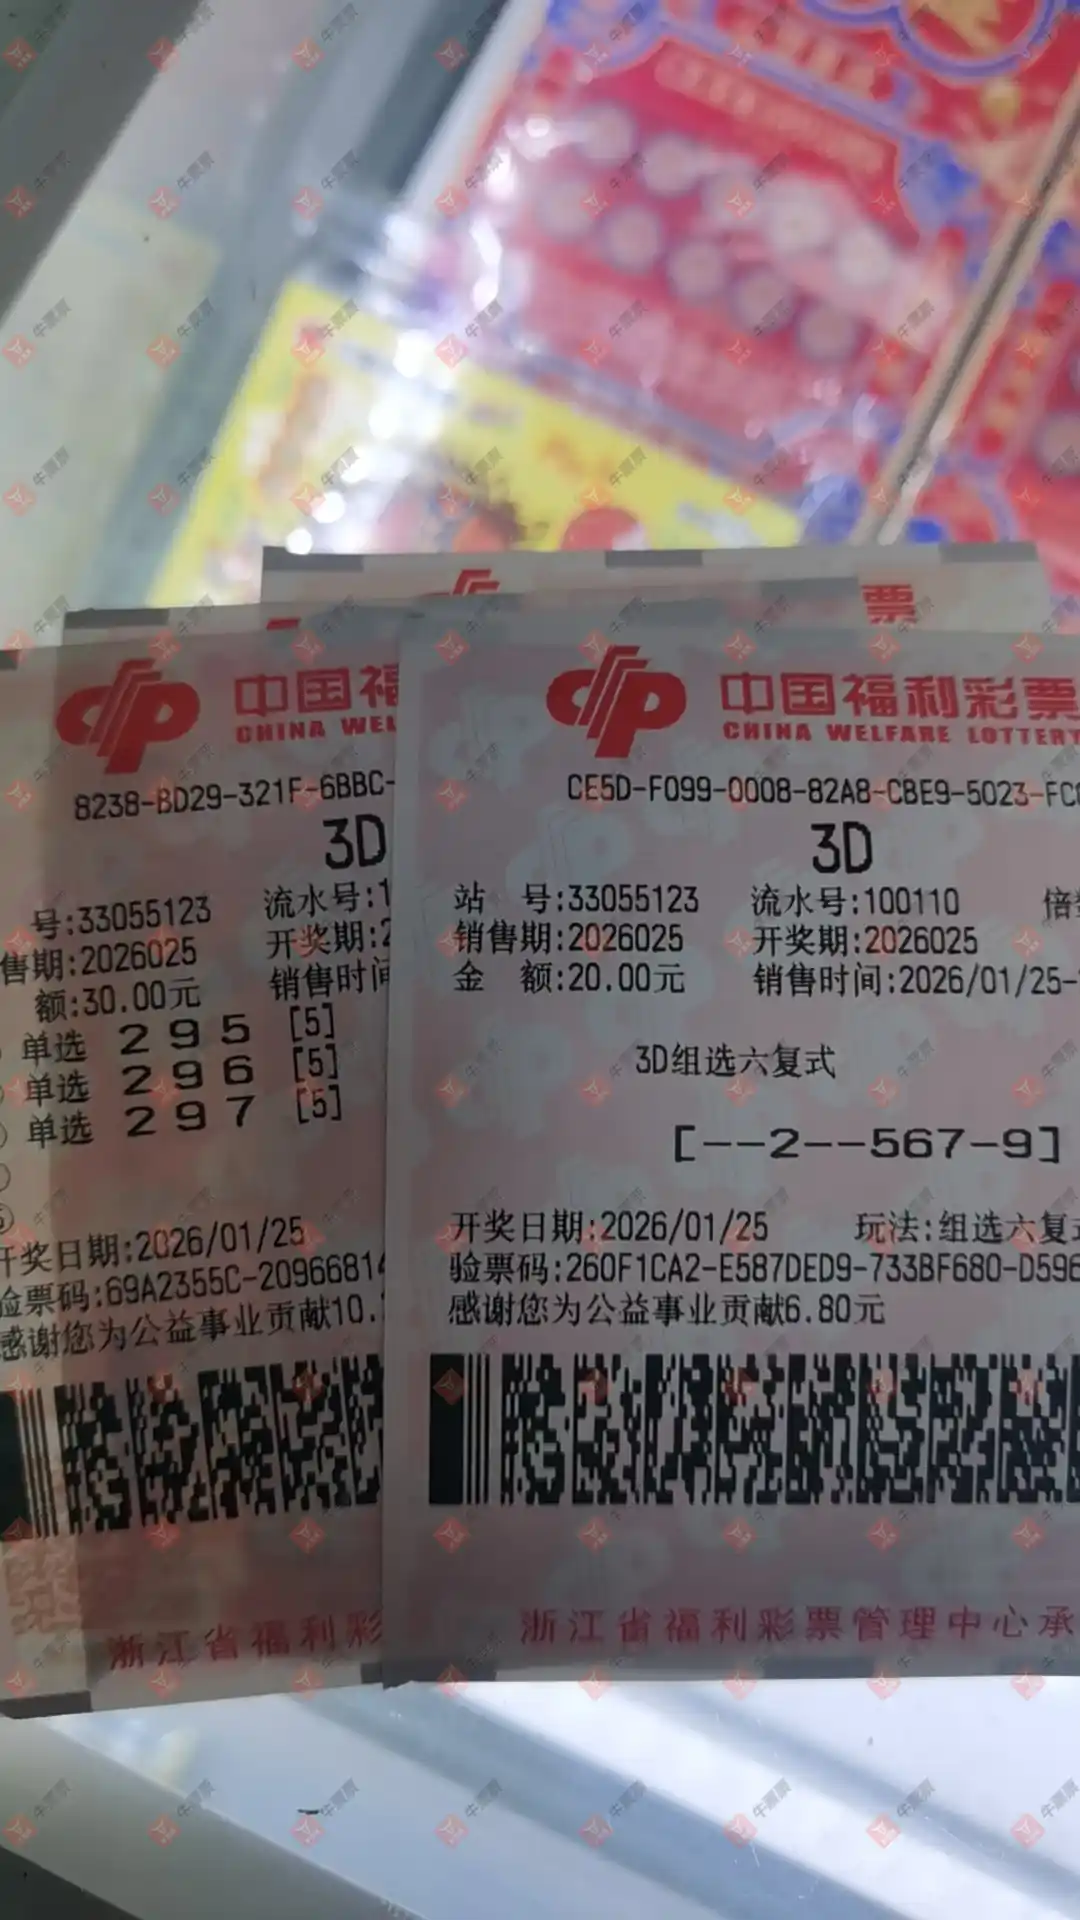 票
中国福
CHINA WEL
8238-BD29-321F-6BBC-
3D
号:33055123 流水号:1
售期:2026025 开奖期:2
额:30.00元 销售时间
单选 2 9 5 [5]
单选 2 9 6 [5]
单选 2 9 7 [5]
开奖日期:2026/01/25
验票码:69A2355C-20966814
感谢您为公益事业贡献10.
浙江省福利彩
中国福利彩票
CHINA WELFARE LOTTERY
CE5D-F099-0008-82A8-CBE9-5023-FC
3D
站 号:33055123 流水号:100110 倍
销售期:2026025 开奖期:2026025
金 额:20.00元 销售时间:2026/01/25-
3D组选六复式
[--2--567-9]
开奖日期:2026/01/25 玩法:组选六复式
验票码:260F1CA2-E587DED9-733BF680-D596
感谢您为公益事业贡献6.80元
浙江省福利彩票管理中心承